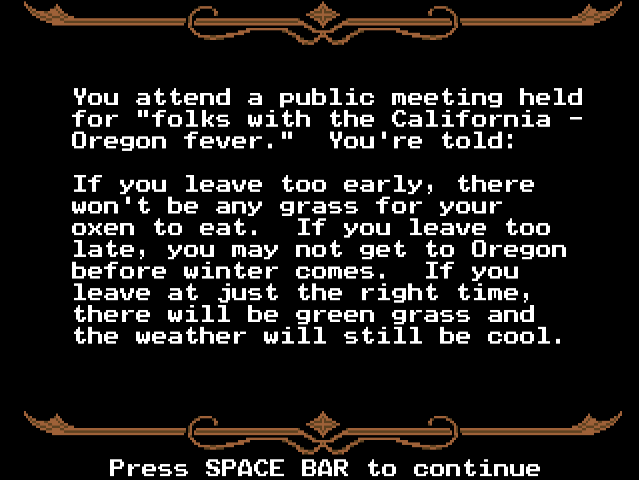 You attend a public meeting held
for "folks with the California -
Oregon fever."  You're told:
If you leave too early, there
won't be any grass for your
oxen to eat.  If you leave too
late, you may not get to Oregon
before winter comes.  If you
leave at just the right time,
there will be green grass and
the weather will still be cool.
Press SPACE BAR to continue